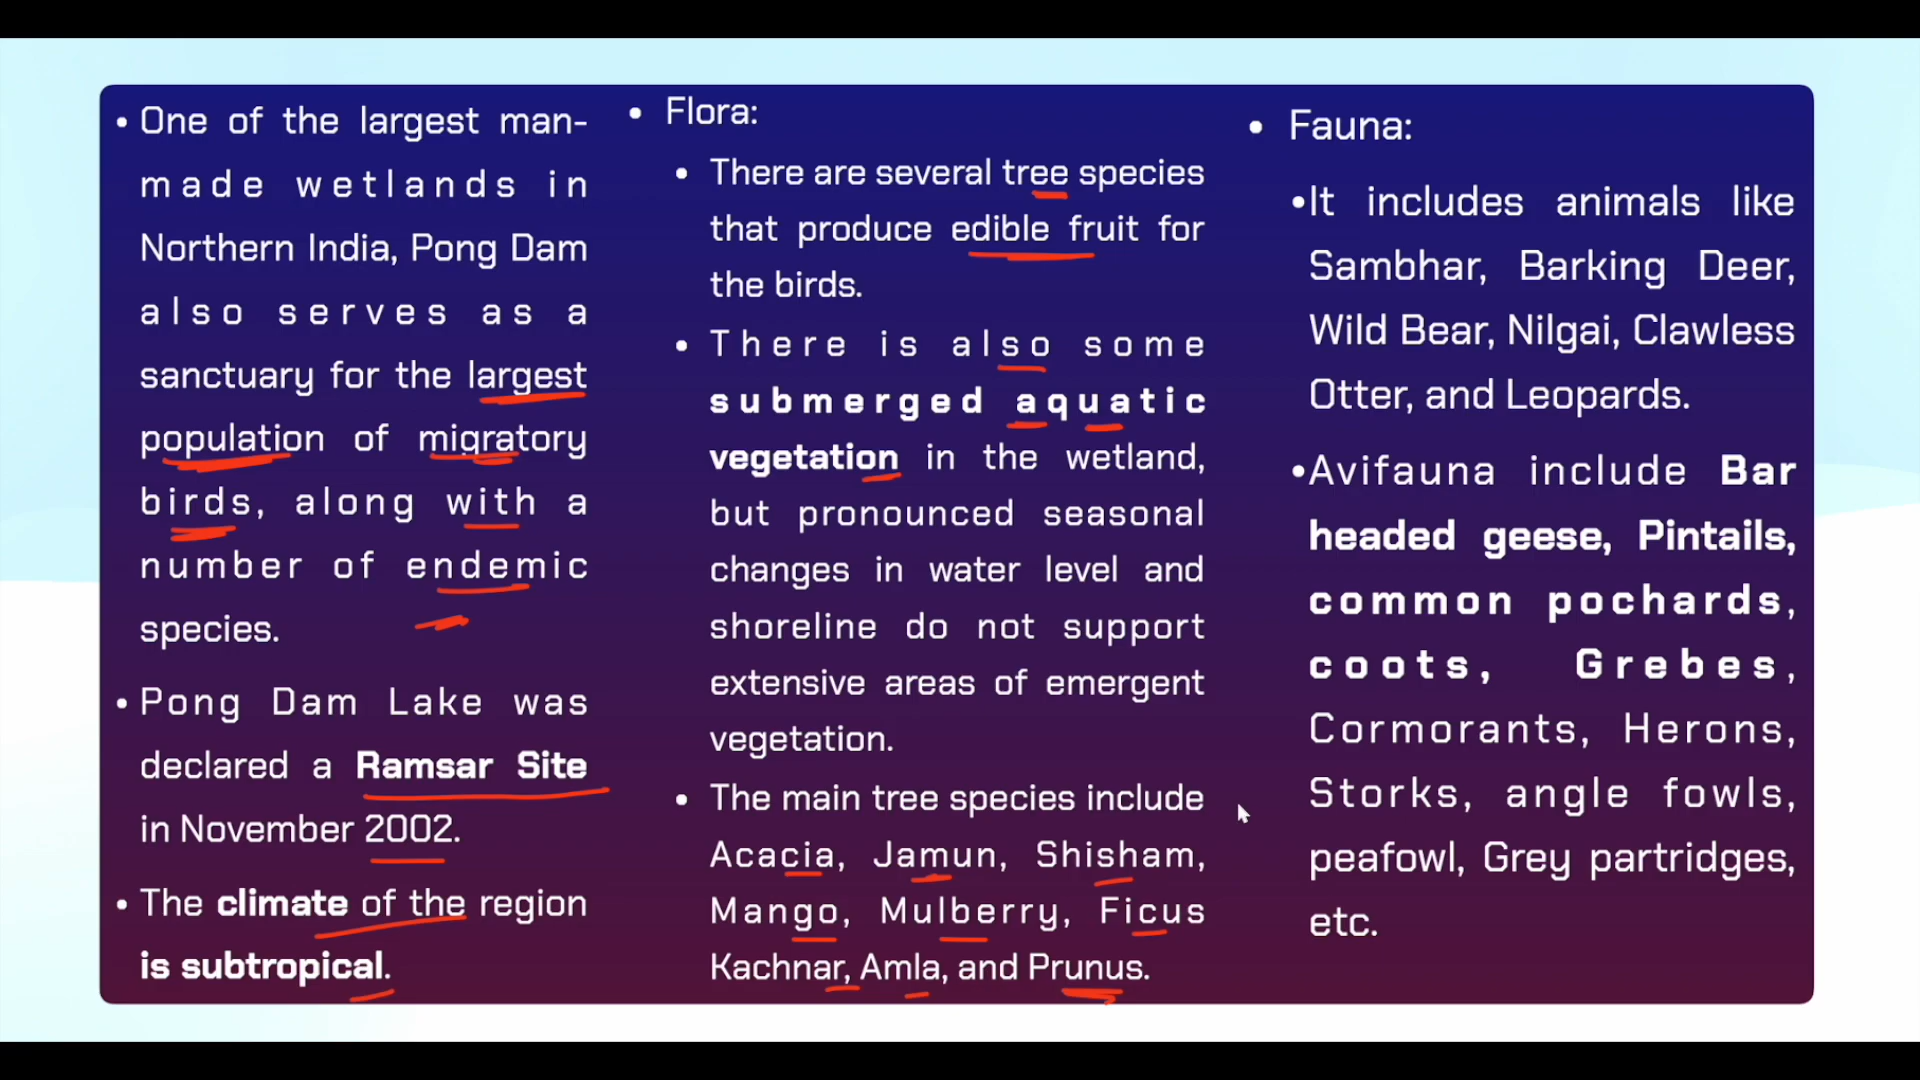 • One of the largest man-
made wetlands in
Northern India, Pong Dam
also serves as a
sanctuary for the largest
population of migratory
birds, along with a
number of endemic
species.
• Pong Dam Lake was
declared a Ramsar Site
in November 2002.
• The climate of the region
is subtropical.
• Flora:
• There are several tree species
that produce edible fruit for
the birds.
• There is also some
submerged aquatic
vegetation in the wetland,
but pronounced seasonal
changes in water level and
shoreline do not support
extensive areas of emergent
vegetation.
• The main tree species include
Acacia, Jamun, Shisham,
Mango, Mulberry, Ficus
Kachnar, Amla, and Prunus.
• Fauna:
•It includes animals like
Sambhar, Barking Deer,
Wild Bear, Nilgai, Clawless
Otter, and Leopards.
•Avifauna include Bar
headed geese, Pintails,
common pochards,
coots, Grebes,
Cormorants, Herons,
Storks, angle fowls,
peafowl, Grey partridges,
etc.